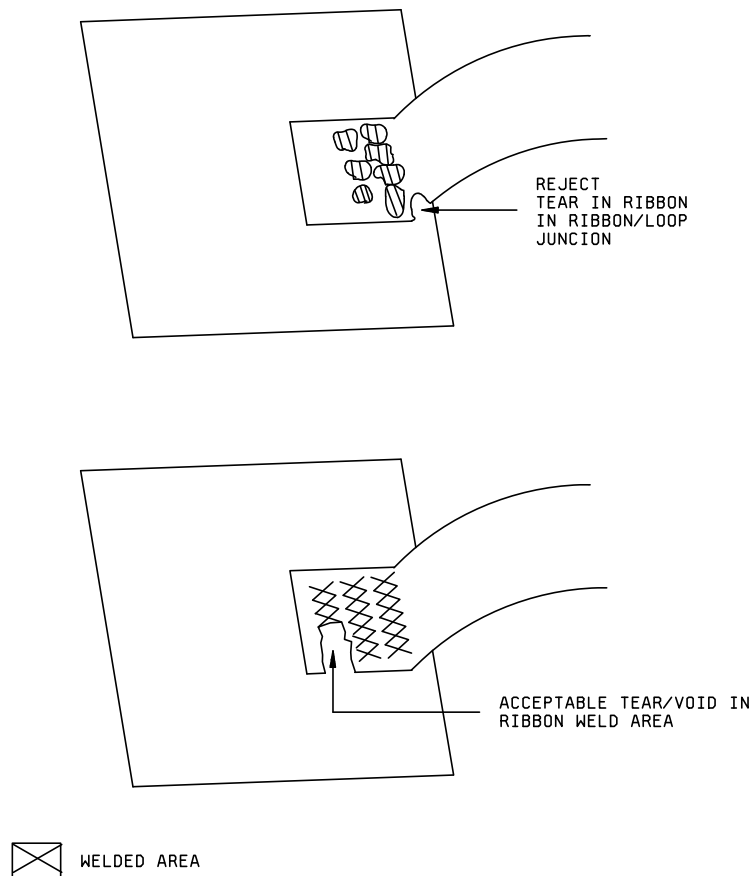 REJECT
TEAR IN RIBBON
IN RIBBON/LOOP
JUNCION
ACCEPTABLE TEAR/VOID IN
RIBBON WELD AREA
WELDED AREA